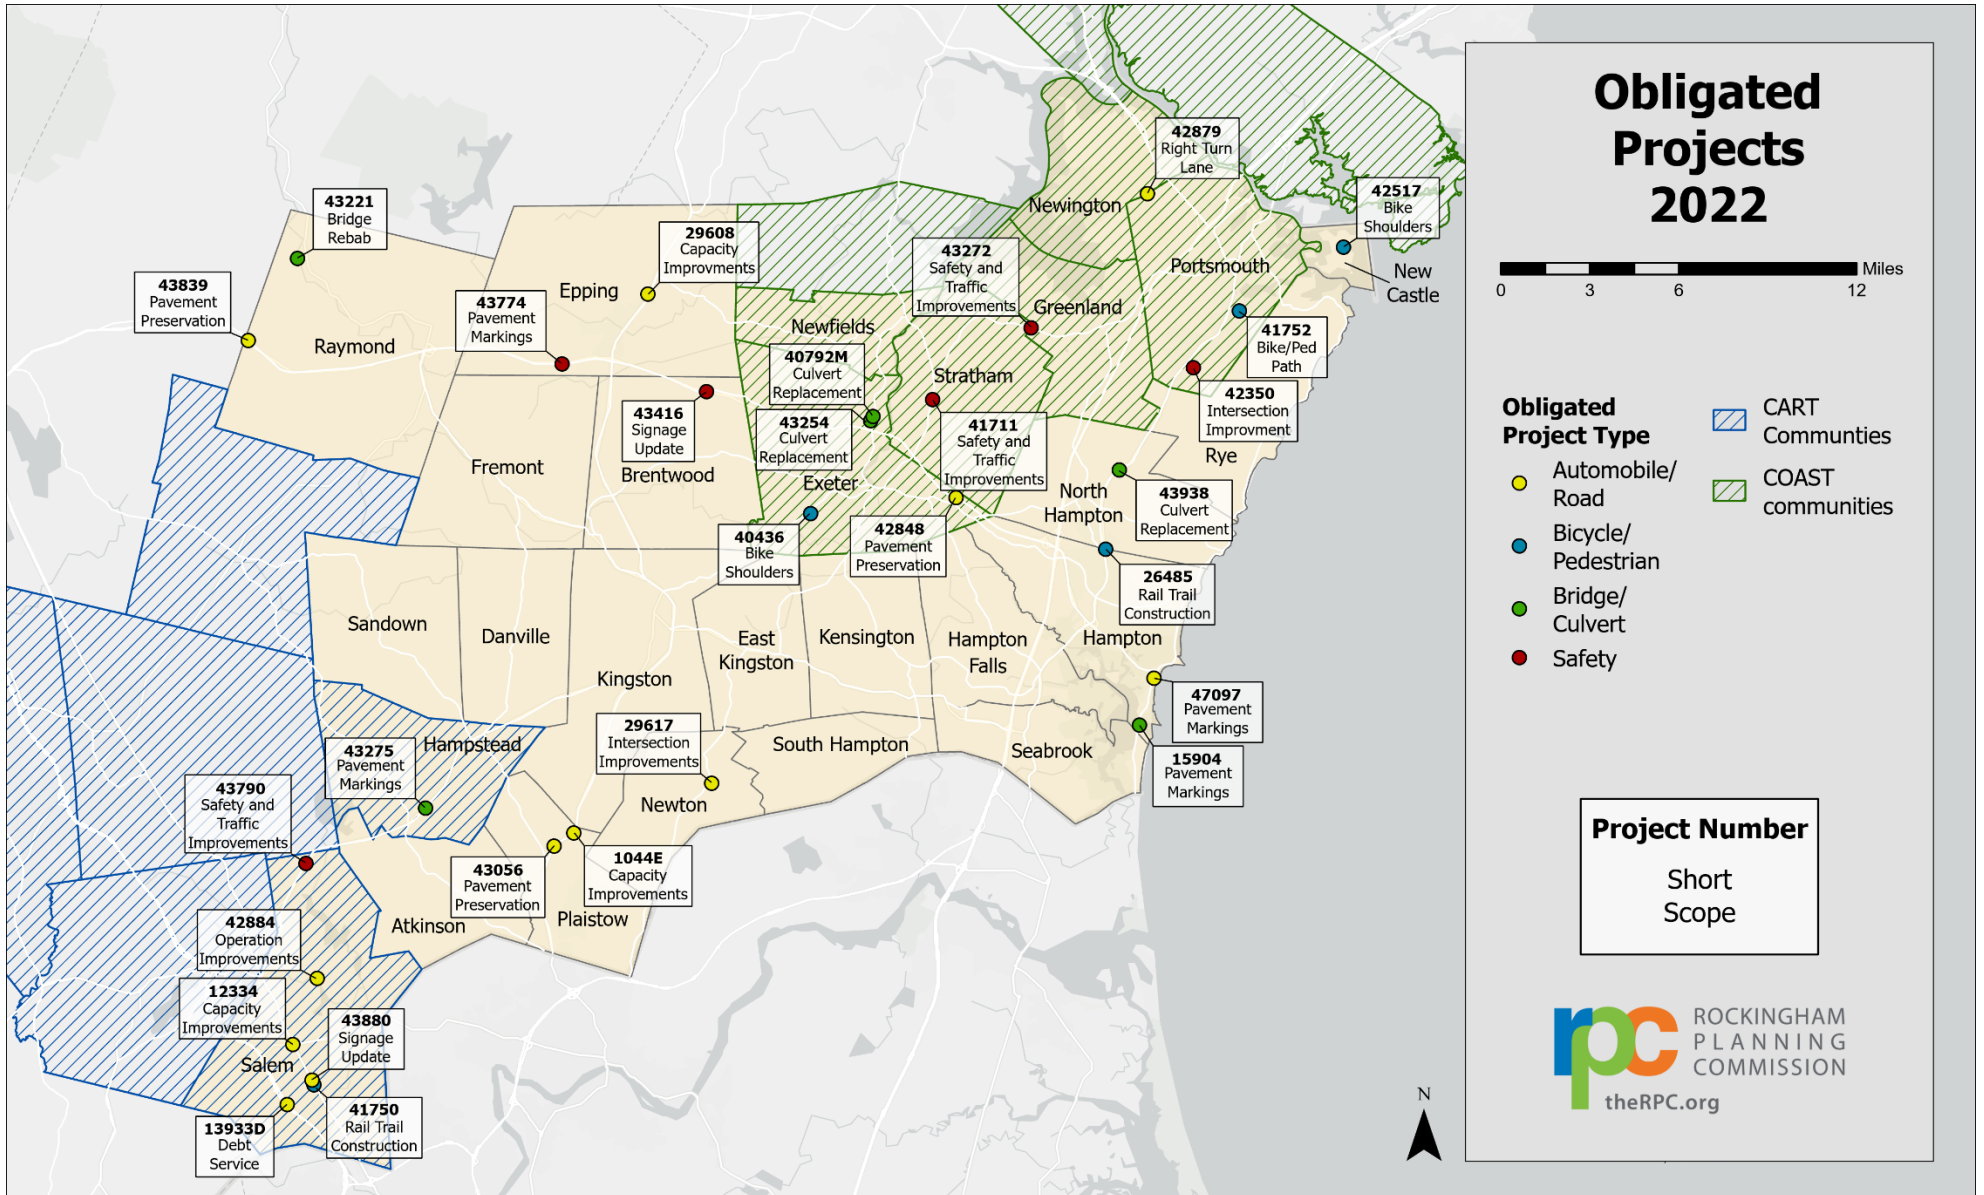 Obligated
Projects
2022
Miles
0
3
6
12
Obligated
Project Type
Automobile/
Road
Bicycle/
Pedestrian
Bridge/
Culvert
Safety
CART
Communties
COAST
communities
Project Number
Short
Scope
rpc
ROCKINGHAM
PLANNING
COMMISSION
theRPC.org
N
42879
Right Turn
Lane
42517
Bike
Shoulders
43221
Bridge
Rebab
29608
Capacity
Improvments
43272
Safety and
Traffic
Improvements
43839
Pavement
Preservation
43774
Pavement
Markings
41752
Bike/Ped
Path
40792M
Culvert
Replacement
42350
Intersection
Improvment
43416
Signage
Update
43254
Culvert
Replacement
41711
Safety and
Traffic
Improvements
43938
Culvert
Replacement
40436
Bike
Shoulders
42848
Pavement
Preservation
26485
Rail Trail
Construction
47097
Pavement
Markings
15904
Pavement
Markings
29617
Intersection
Improvements
43275
Pavement
Markings
43790
Safety and
Traffic
Improvements
43056
Pavement
Preservation
1044E
Capacity
Improvements
42884
Operation
Improvements
12334
Capacity
Improvements
43880
Signage
Update
41750
Rail Trail
Construction
13933D
Debt
Service
Newington
Portsmouth
New
Castle
Epping
Raymond
Newfields
Greenland
Stratham
Fremont
Brentwood
Exeter
Rye
North
Hampton
Sandown
Danville
East
Kingston
Kensington
Hampton
Falls
Hampton
Kingston
Hampstead
South Hampton
Seabrook
Newton
Atkinson
Plaistow
Salem